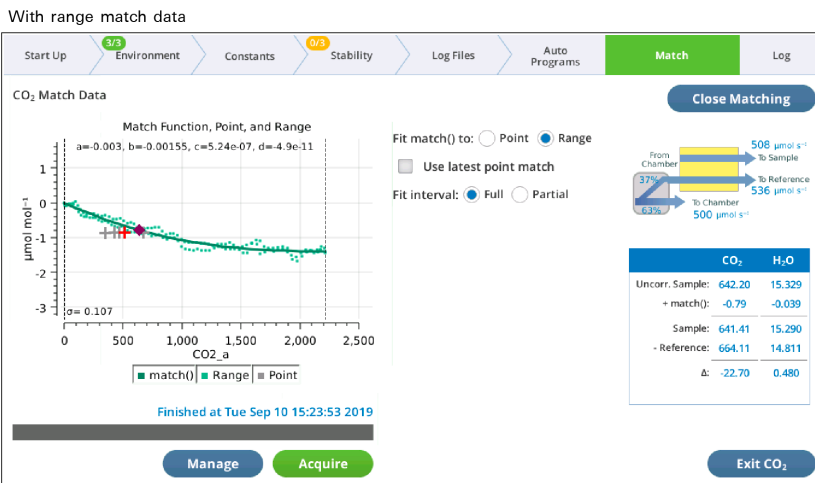 With range match data
Start Up
3/3
Environment
Constants
0/3
Stability
Log Files
Auto
Programs
Match
Log
CO₂ Match Data
Close Matching
Match Function, Point, and Range
a=-0.003, b=-0.00155, c=5.24e-07, d=-4.9e-11
1
0
-1
-2
-3
μmol mol⁻¹
σ= 0.107
0 500 1,000 1,500 2,000 2,500
CO2_a
match() Range Point
Finished at Tue Sep 10 15:23:53 2019
Manage
Acquire
Fit match() to: Point Range
Use latest point match
Fit interval: Full Partial
508 μmol s⁻¹
From
Chamber
To Sample
37%
To Reference
536 μmol s⁻¹
63%
To Chamber
500 μmol s⁻¹
CO₂ H₂O
Uncorr. Sample: 642.20 15.329
+ match(): -0.79 -0.039
Sample: 641.41 15.290
- Reference: 664.11 14.811
Δ: -22.70 0.480
Exit CO₂